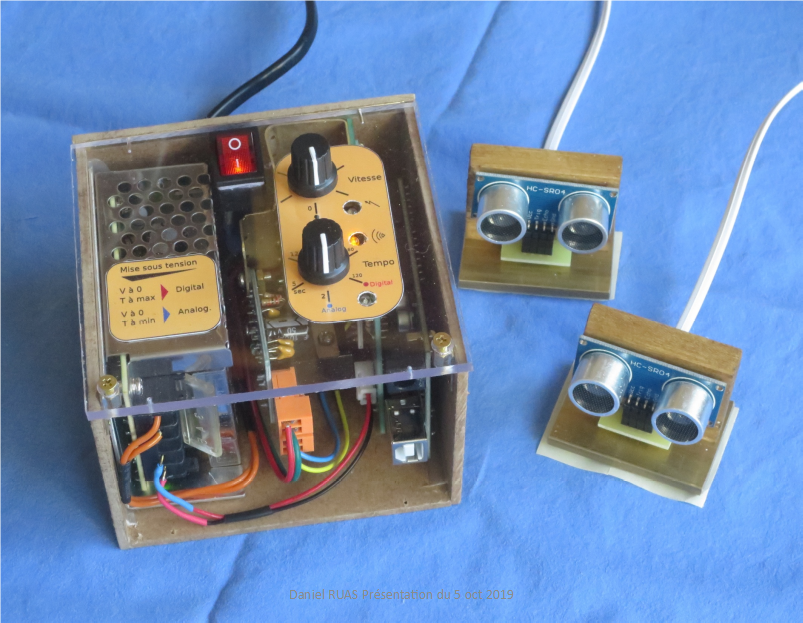 HC-SR04
Vitesse
0
Mise sous tension
V à 0
T à max
Digital
V à 0
T à min
Analog.
Tempo
120
Digital
5
sec
2
Analog
HC-SR04
Daniel RUAS Présentation du 5 oct 2019